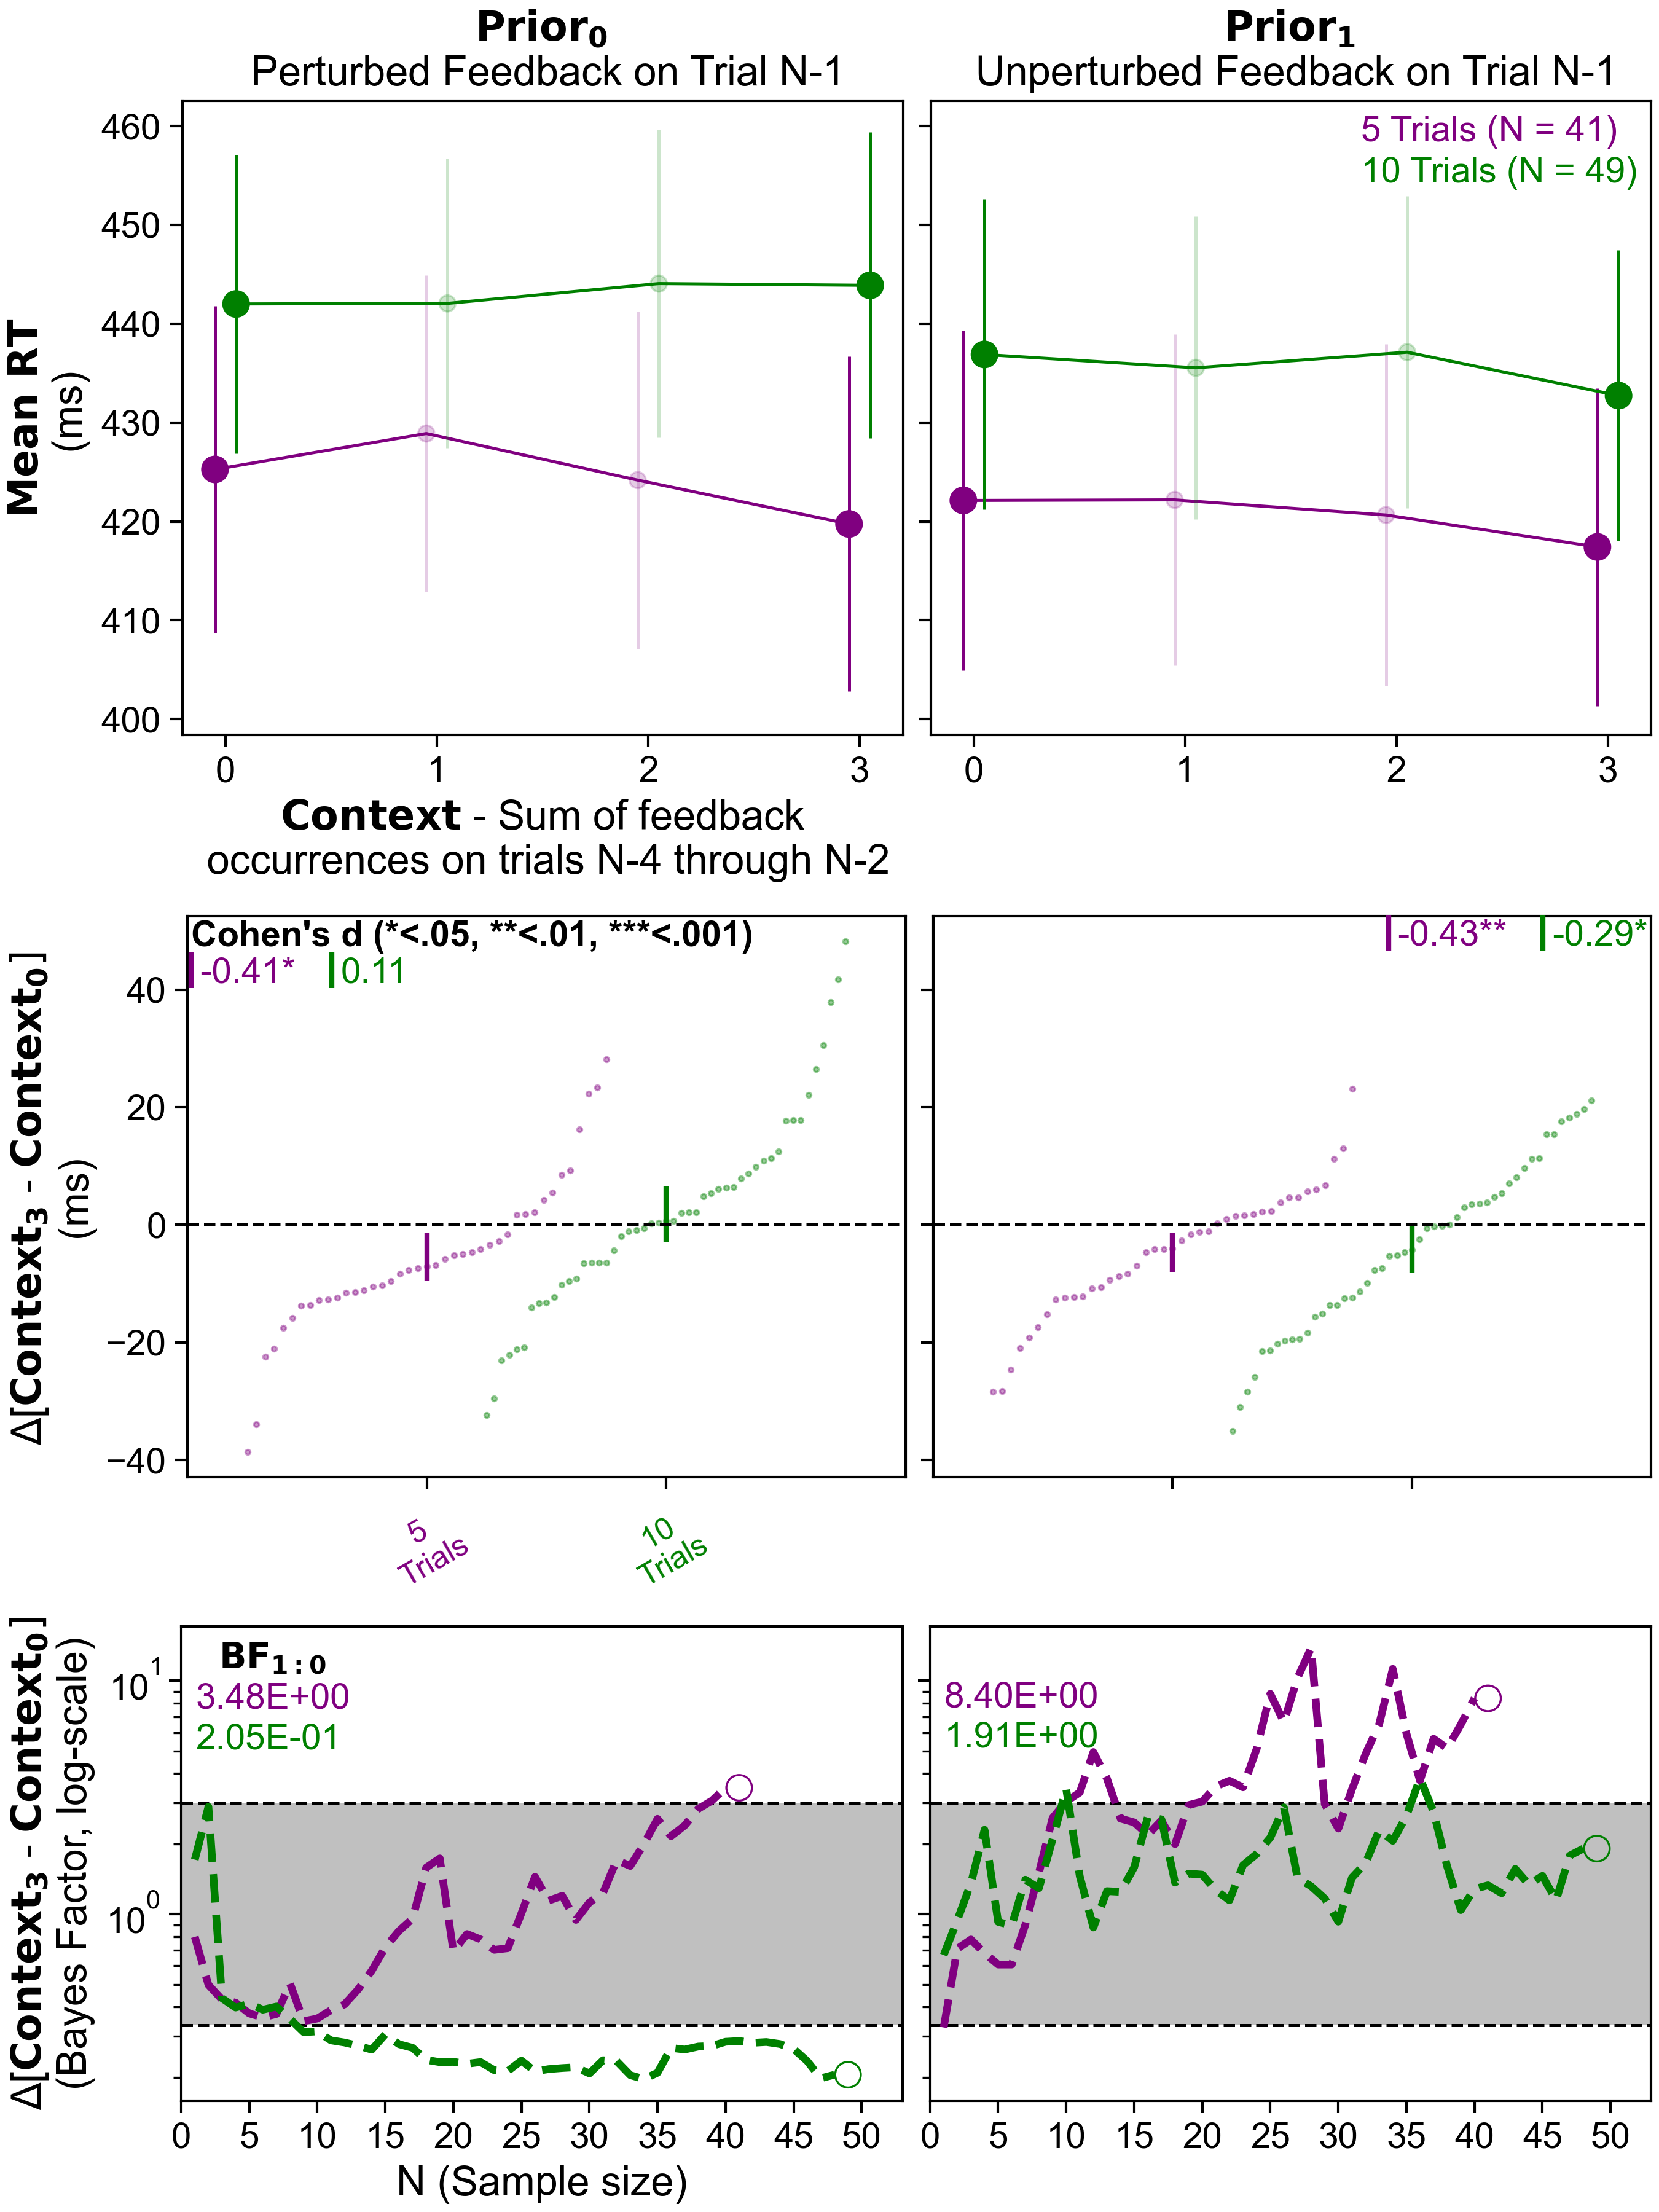 Prior0
Perturbed Feedback on Trial N-1
Prior1
Unperturbed Feedback on Trial N-1
5 Trials (N = 41)
10 Trials (N = 49)
Mean RT
(ms)
460
450
440
430
420
410
400
0 1 2 3
0 1 2 3
Context - Sum of feedback
occurrences on trials N-4 through N-2
Δ[Context3 - Context0]
(ms)
Cohen's d (*<.05, **<.01, ***<.001)
-0.41* 0.11
-0.43** -0.29*
40
20
0
−20
−40
5
Trials
10
Trials
Δ[Context3 - Context0]
(Bayes Factor, log-scale)
BF1:0
3.48E+00
2.05E-01
8.40E+00
1.91E+00
10^1
10^0
0 5 10 15 20 25 30 35 40 45 50
0 5 10 15 20 25 30 35 40 45 50
N (Sample size)